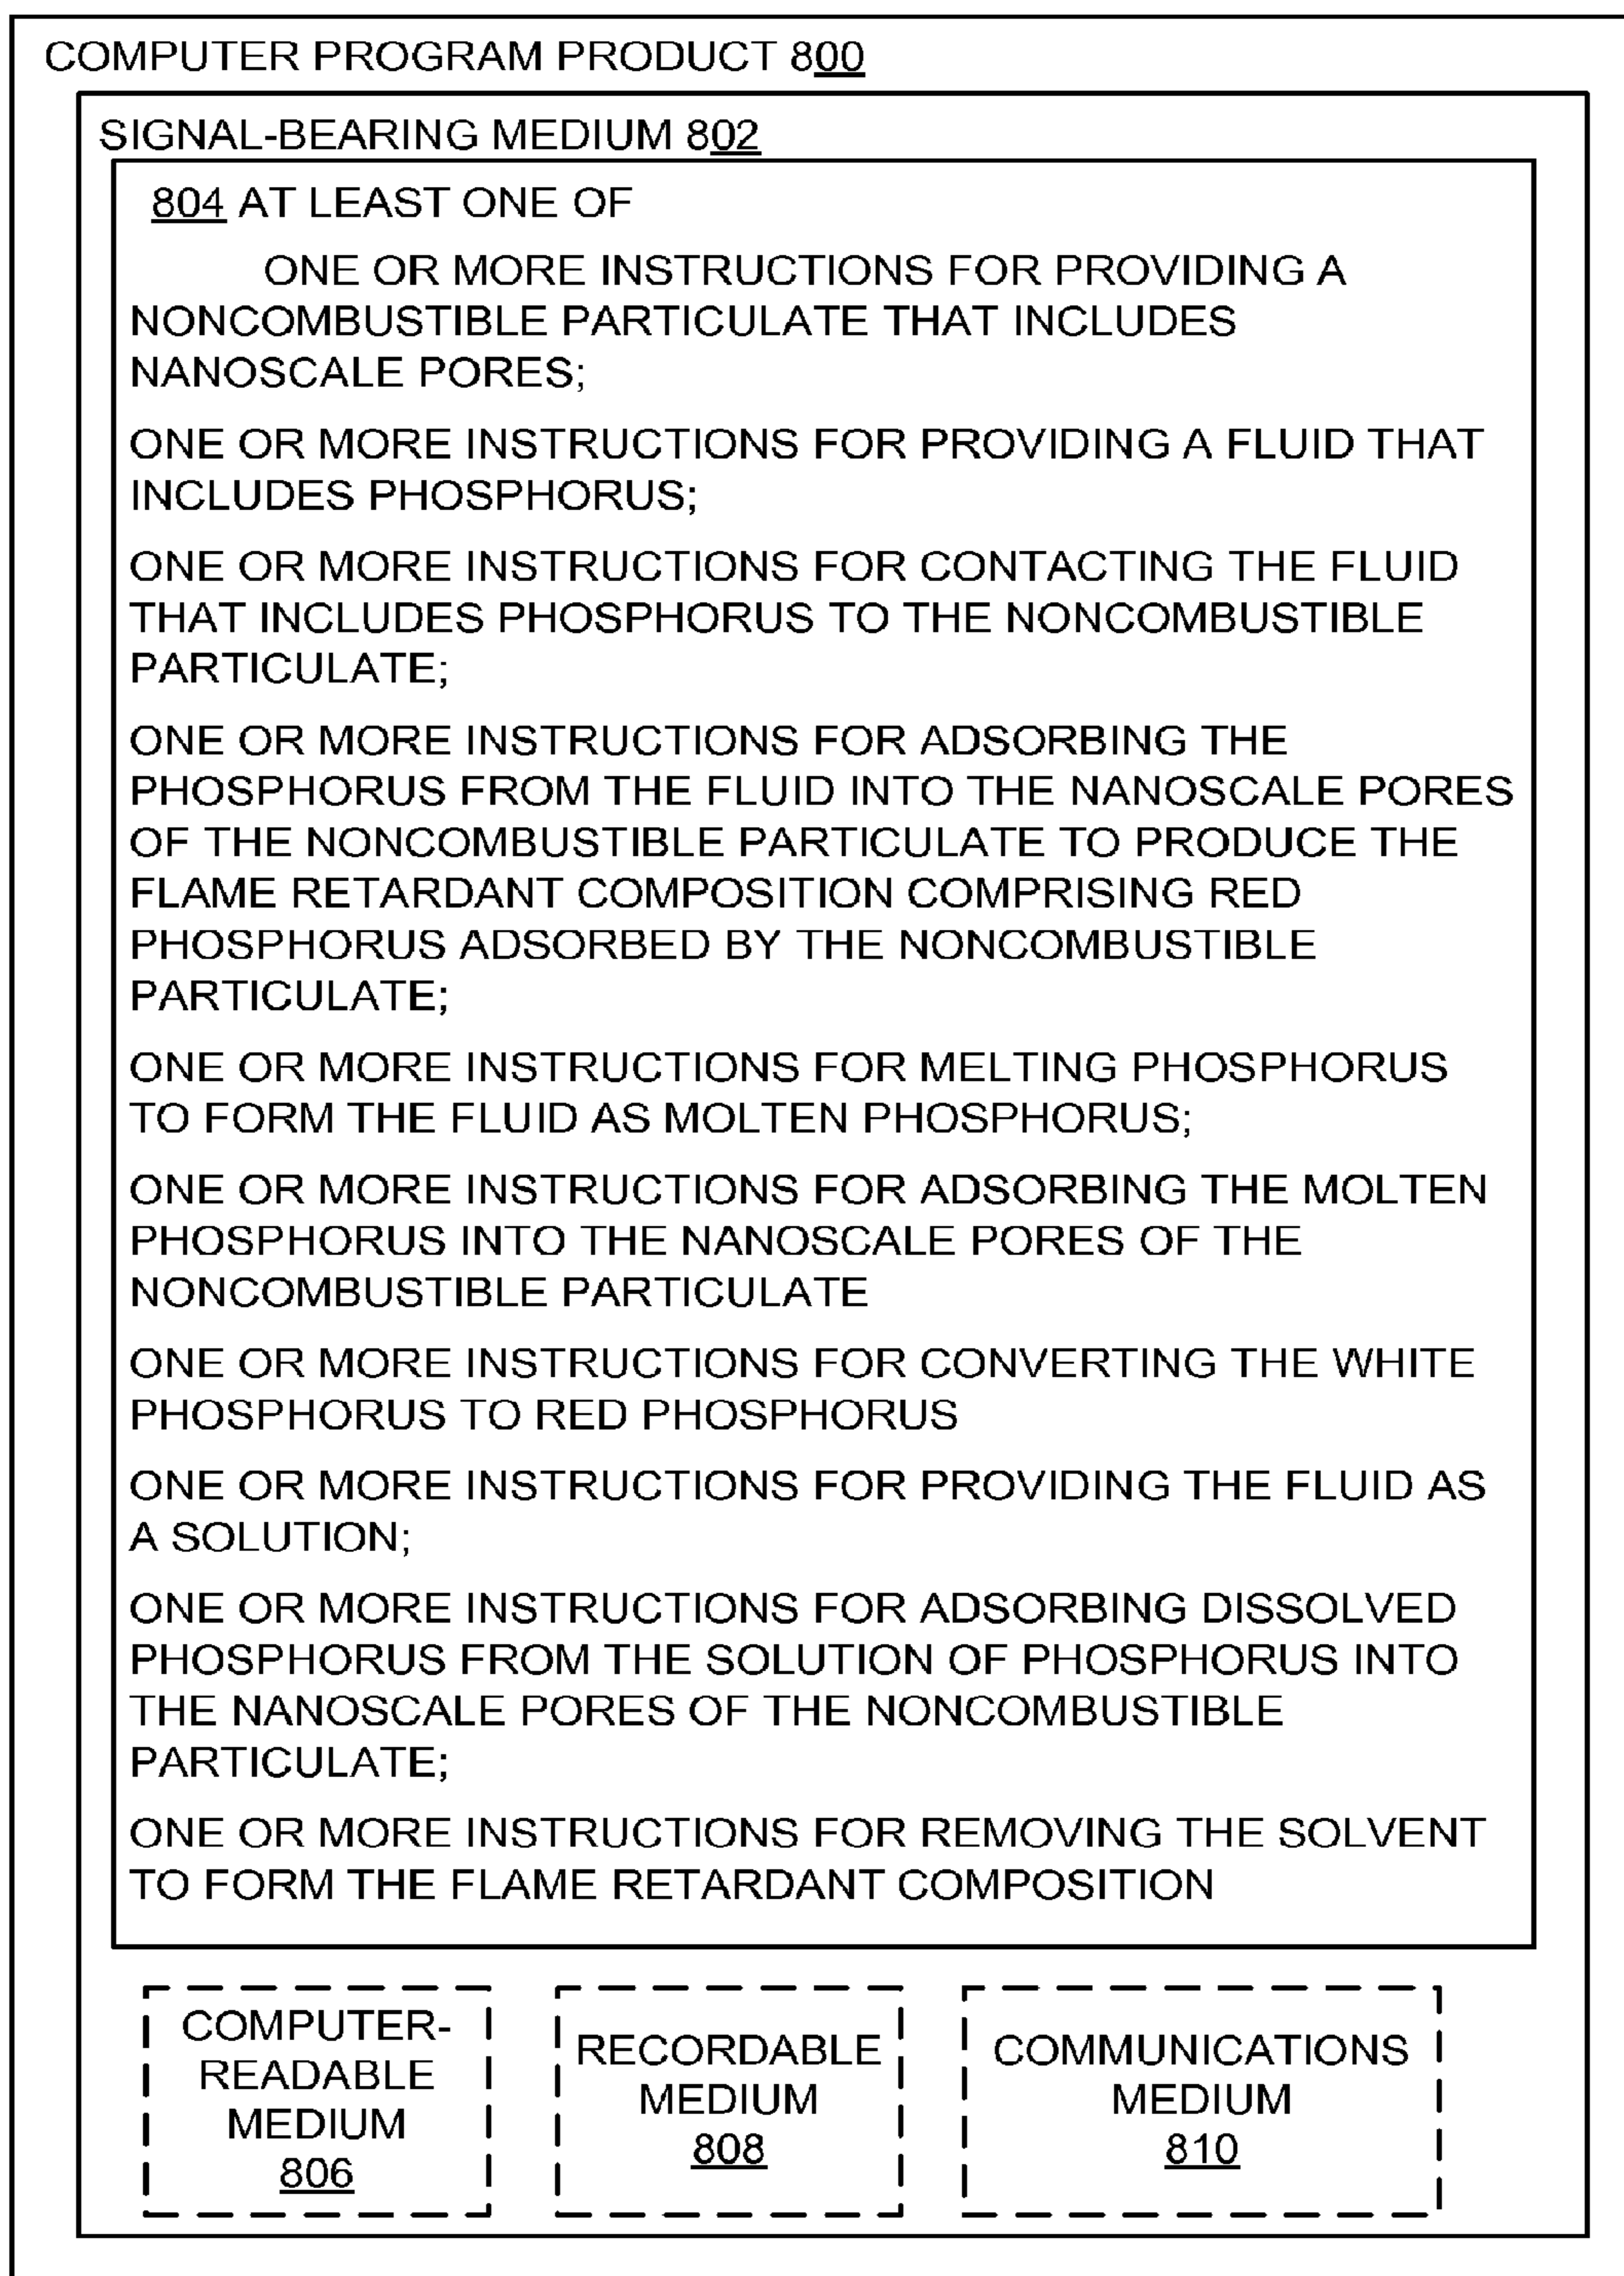 COMPUTER PROGRAM PRODUCT 800
SIGNAL-BEARING MEDIUM 802
804 AT LEAST ONE OF
ONE OR MORE INSTRUCTIONS FOR PROVIDING A
NONCOMBUSTIBLE PARTICULATE THAT INCLUDES
NANOSCALE PORES;
ONE OR MORE INSTRUCTIONS FOR PROVIDING A FLUID THAT
INCLUDES PHOSPHORUS;
ONE OR MORE INSTRUCTIONS FOR CONTACTING THE FLUID
THAT INCLUDES PHOSPHORUS TO THE NONCOMBUSTIBLE
PARTICULATE;
ONE OR MORE INSTRUCTIONS FOR ADSORBING THE
PHOSPHORUS FROM THE FLUID INTO THE NANOSCALE PORES
OF THE NONCOMBUSTIBLE PARTICULATE TO PRODUCE THE
FLAME RETARDANT COMPOSITION COMPRISING RED
PHOSPHORUS ADSORBED BY THE NONCOMBUSTIBLE
PARTICULATE;
ONE OR MORE INSTRUCTIONS FOR MELTING PHOSPHORUS
TO FORM THE FLUID AS MOLTEN PHOSPHORUS;
ONE OR MORE INSTRUCTIONS FOR ADSORBING THE MOLTEN
PHOSPHORUS INTO THE NANOSCALE PORES OF THE
NONCOMBUSTIBLE PARTICULATE
ONE OR MORE INSTRUCTIONS FOR CONVERTING THE WHITE
PHOSPHORUS TO RED PHOSPHORUS
ONE OR MORE INSTRUCTIONS FOR PROVIDING THE FLUID AS
A SOLUTION;
ONE OR MORE INSTRUCTIONS FOR ADSORBING DISSOLVED
PHOSPHORUS FROM THE SOLUTION OF PHOSPHORUS INTO
THE NANOSCALE PORES OF THE NONCOMBUSTIBLE
PARTICULATE;
ONE OR MORE INSTRUCTIONS FOR REMOVING THE SOLVENT
TO FORM THE FLAME RETARDANT COMPOSITION
COMPUTER-
READABLE
MEDIUM
806
RECORDABLE
MEDIUM
808
COMMUNICATIONS
MEDIUM
810